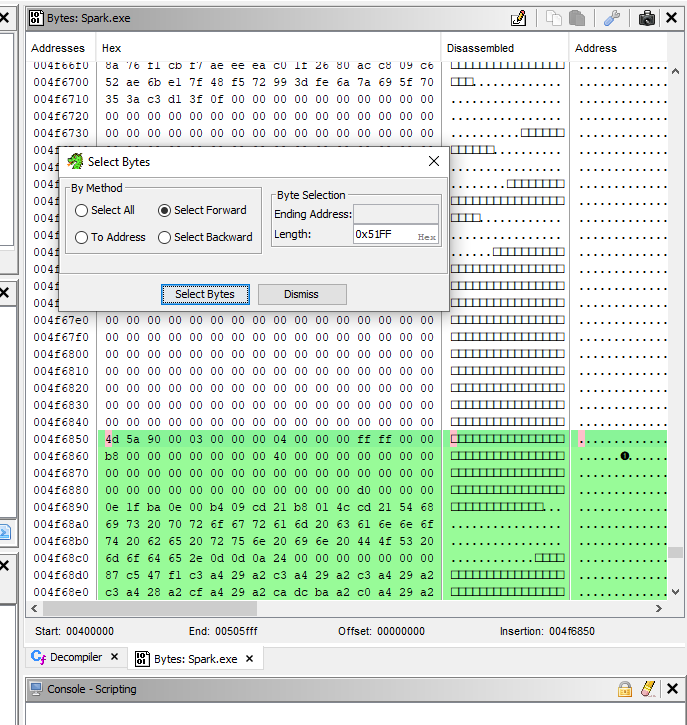 Bytes: Spark.exe
Addresses Hex Disassembled Address
004f66f0 8a 76 f1 cb f7 ae ee ea c0 1f 26 80 ac c8 09 c6
004f6700 52 ae 6b e1 7f 48 f5 72 99 3d fe 6a 7a 69 5f 70
004f6710 35 3a c3 d1 3f 0f 00 00 00 00 00 00 00 00 00 00
004f6720 00 00 00 00 00 00 00 00 00 00 00 00 00 00 00 00
004f6730 00 00 00 00 00 00 00 00 00 00 00 00 00 00 00 00
Select Bytes
By Method
Select All Select Forward
To Address Select Backward
Byte Selection
Ending Address:
Length: 0x51FF Hex
Select Bytes Dismiss
004f67e0 00 00 00 00 00 00 00 00 00 00 00 00 00 00 00 00
004f67f0 00 00 00 00 00 00 00 00 00 00 00 00 00 00 00 00
004f6800 00 00 00 00 00 00 00 00 00 00 00 00 00 00 00 00
004f6810 00 00 00 00 00 00 00 00 00 00 00 00 00 00 00 00
004f6820 00 00 00 00 00 00 00 00 00 00 00 00 00 00 00 00
004f6830 00 00 00 00 00 00 00 00 00 00 00 00 00 00 00 00
004f6840 00 00 00 00 00 00 00 00 00 00 00 00 00 00 00 00
004f6850 4d 5a 90 00 03 00 00 00 04 00 00 00 ff ff 00 00
004f6860 b8 00 00 00 00 00 00 00 40 00 00 00 00 00 00 00
004f6870 00 00 00 00 00 00 00 00 00 00 00 00 00 00 00 00
004f6880 00 00 00 00 00 00 00 00 00 00 00 00 d0 00 00 00
004f6890 0e 1f ba 0e 00 b4 09 cd 21 b8 01 4c cd 21 54 68
004f68a0 69 73 20 70 72 6f 67 72 61 6d 20 63 61 6e 6e 6f
004f68b0 74 20 62 65 20 72 75 6e 20 69 6e 20 44 4f 53 20
004f68c0 6d 6f 64 65 2e 0d 0d 0a 24 00 00 00 00 00 00 00
004f68d0 87 c5 47 f1 c3 a4 29 a2 c3 a4 29 a2 c3 a4 29 a2
004f68e0 c3 a4 28 a2 cf a4 29 a2 ca dc ba a2 c0 a4 29 a2
Start: 00400000 End: 00505fff Offset: 00000000 Insertion: 004f6850
Decompiler Bytes: Spark.exe
Console - Scripting